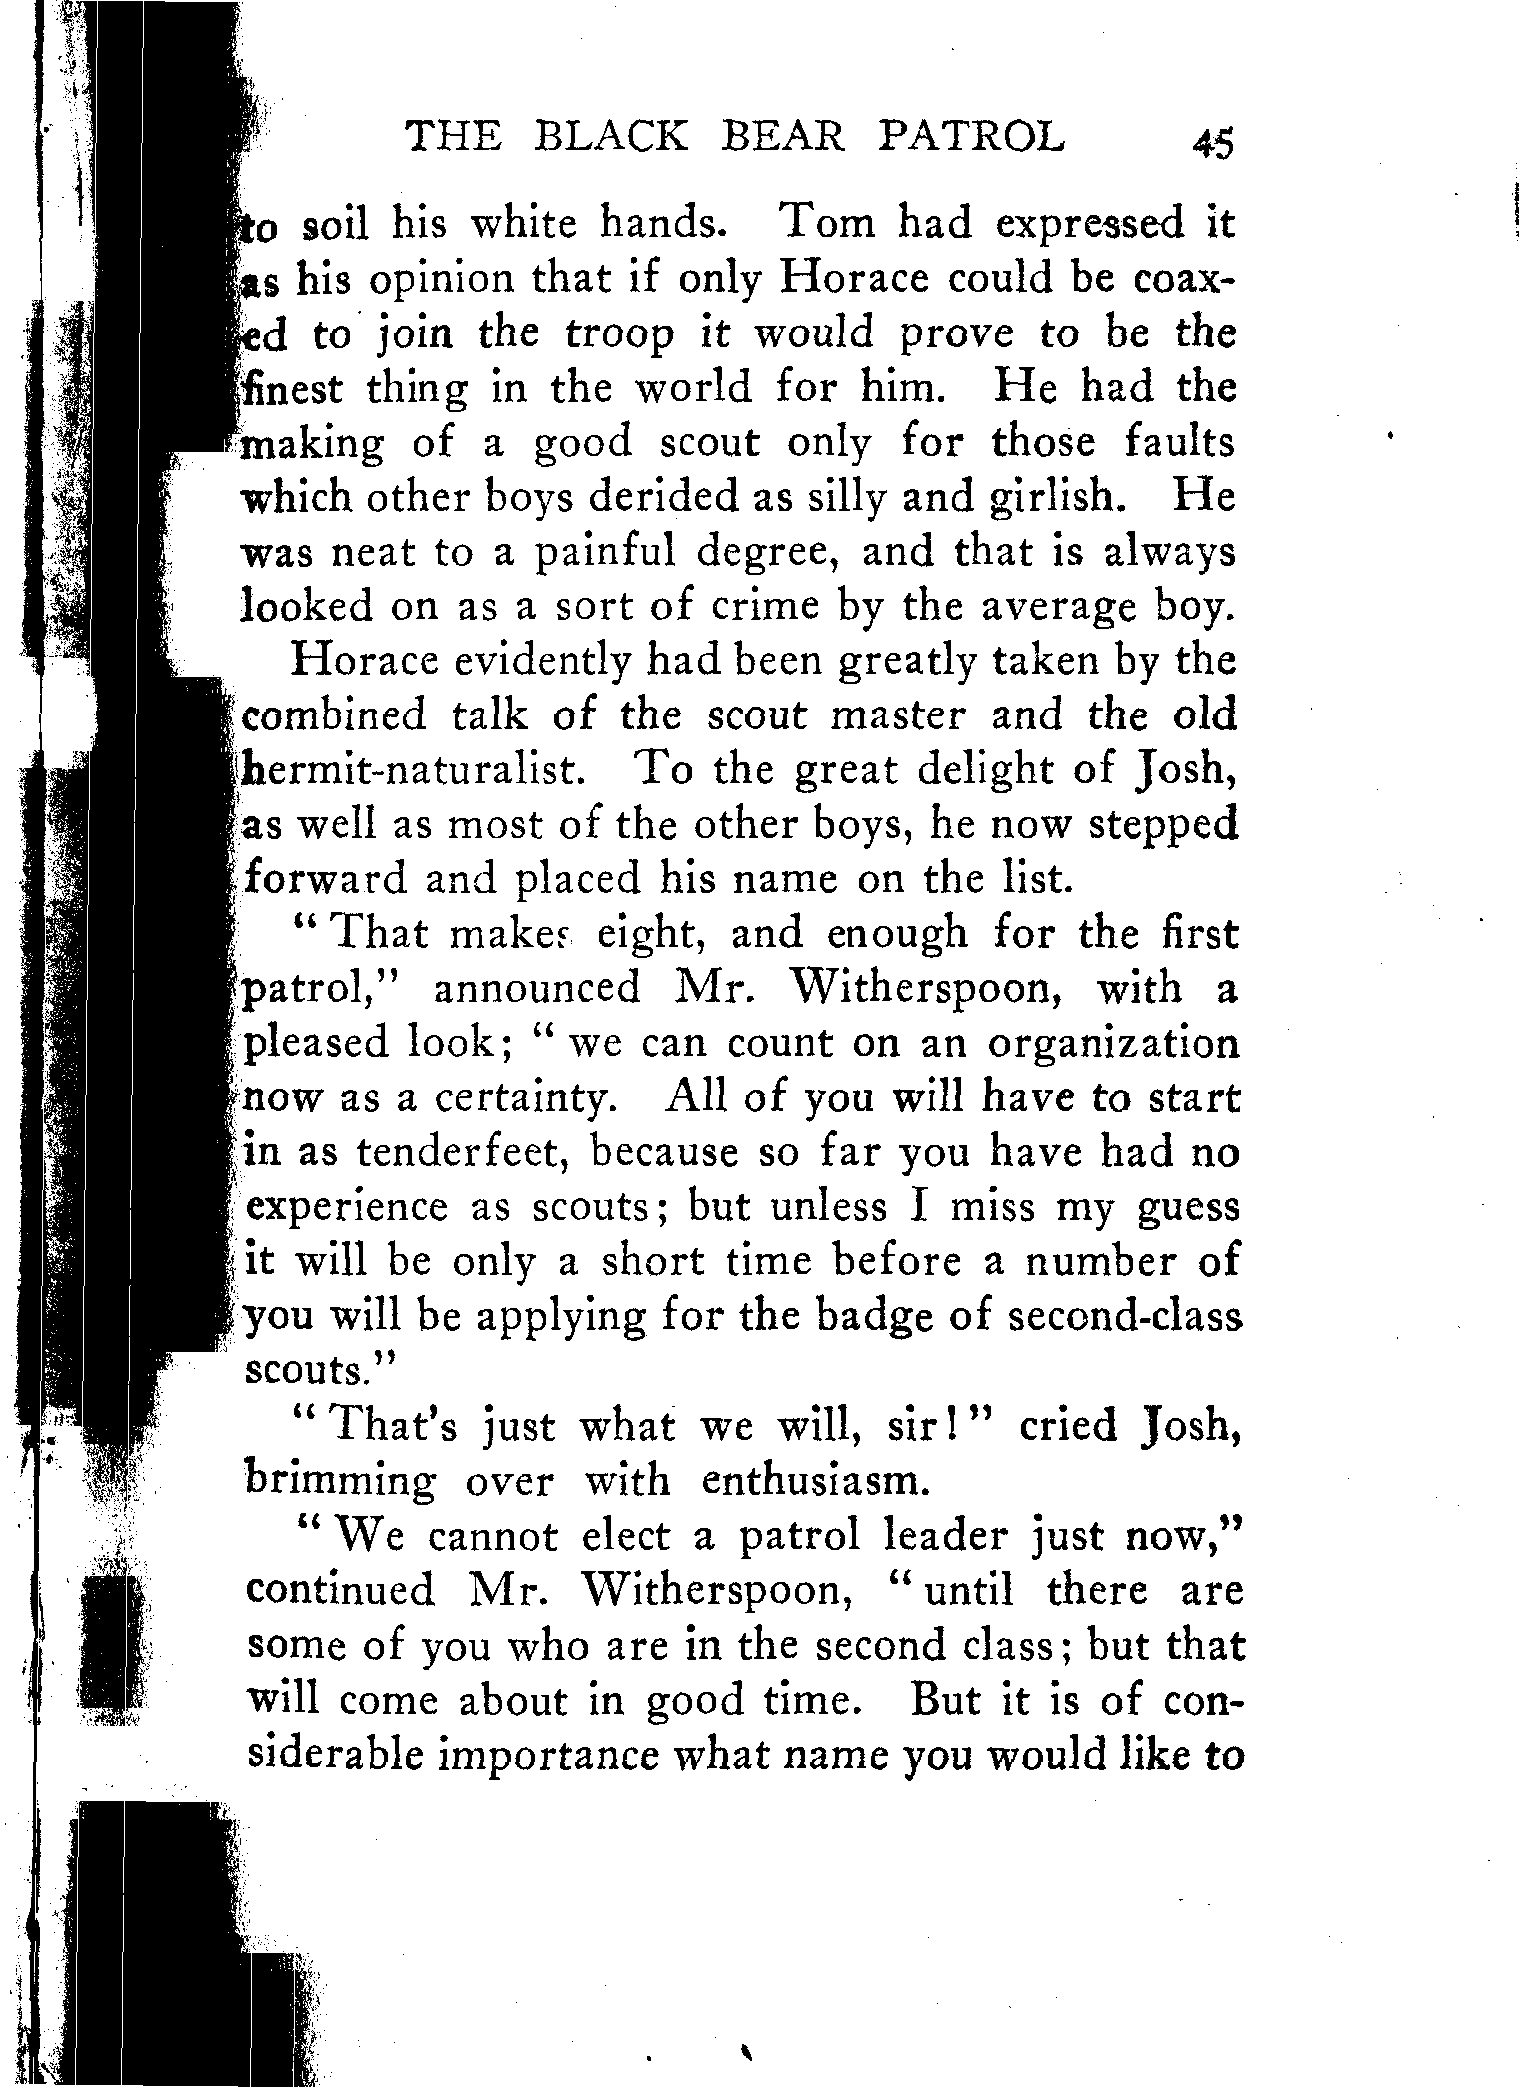 THE BLACK BEAR PATROL 45
to soil his white hands. Tom had expressed it
as his opinion that if only Horace could be coax-
ed to join the troop it would prove to be the
finest thing in the world for him. He had the
making of a good scout only for those faults
which other boys derided as silly and girlish. He
was neat to a painful degree, and that is always
looked on as a sort of crime by the average boy.
Horace evidently had been greatly taken by the
combined talk of the scout master and the old
hermit-naturalist. To the great delight of Josh,
as well as most of the other boys, he now stepped
forward and placed his name on the list.
“ That makes eight, and enough for the first
patrol,” announced Mr. Witherspoon, with a
pleased look; “ we can count on an organization
now as a certainty. All of you will have to start
in as tenderfeet, because so far you have had no
experience as scouts; but unless I miss my guess
it will be only a short time before a number of
you will be applying for the badge of second-class
scouts.”
“ That's just what we will, sir! ” cried Josh,
brimming over with enthusiasm.
“ We cannot elect a patrol leader just now,”
continued Mr. Witherspoon, “ until there are
some of you who are in the second class; but that
will come about in good time. But it is of con-
siderable importance what name you would like to